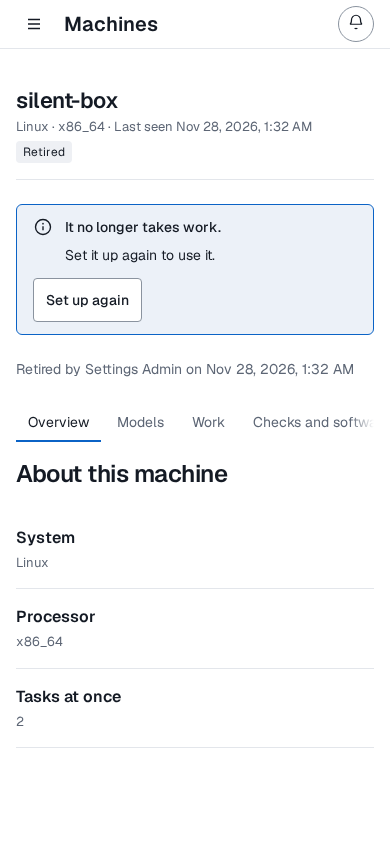 Machines
silent-box
Linux · x86_64 · Last seen Nov 28, 2026, 1:32 AM
Retired
It no longer takes work.
Set it up again to use it.
Set up again
Retired by Settings Admin on Nov 28, 2026, 1:32 AM
Overview Models Work Checks and softwa
About this machine
System
Linux
Processor
x86_64
Tasks at once
2